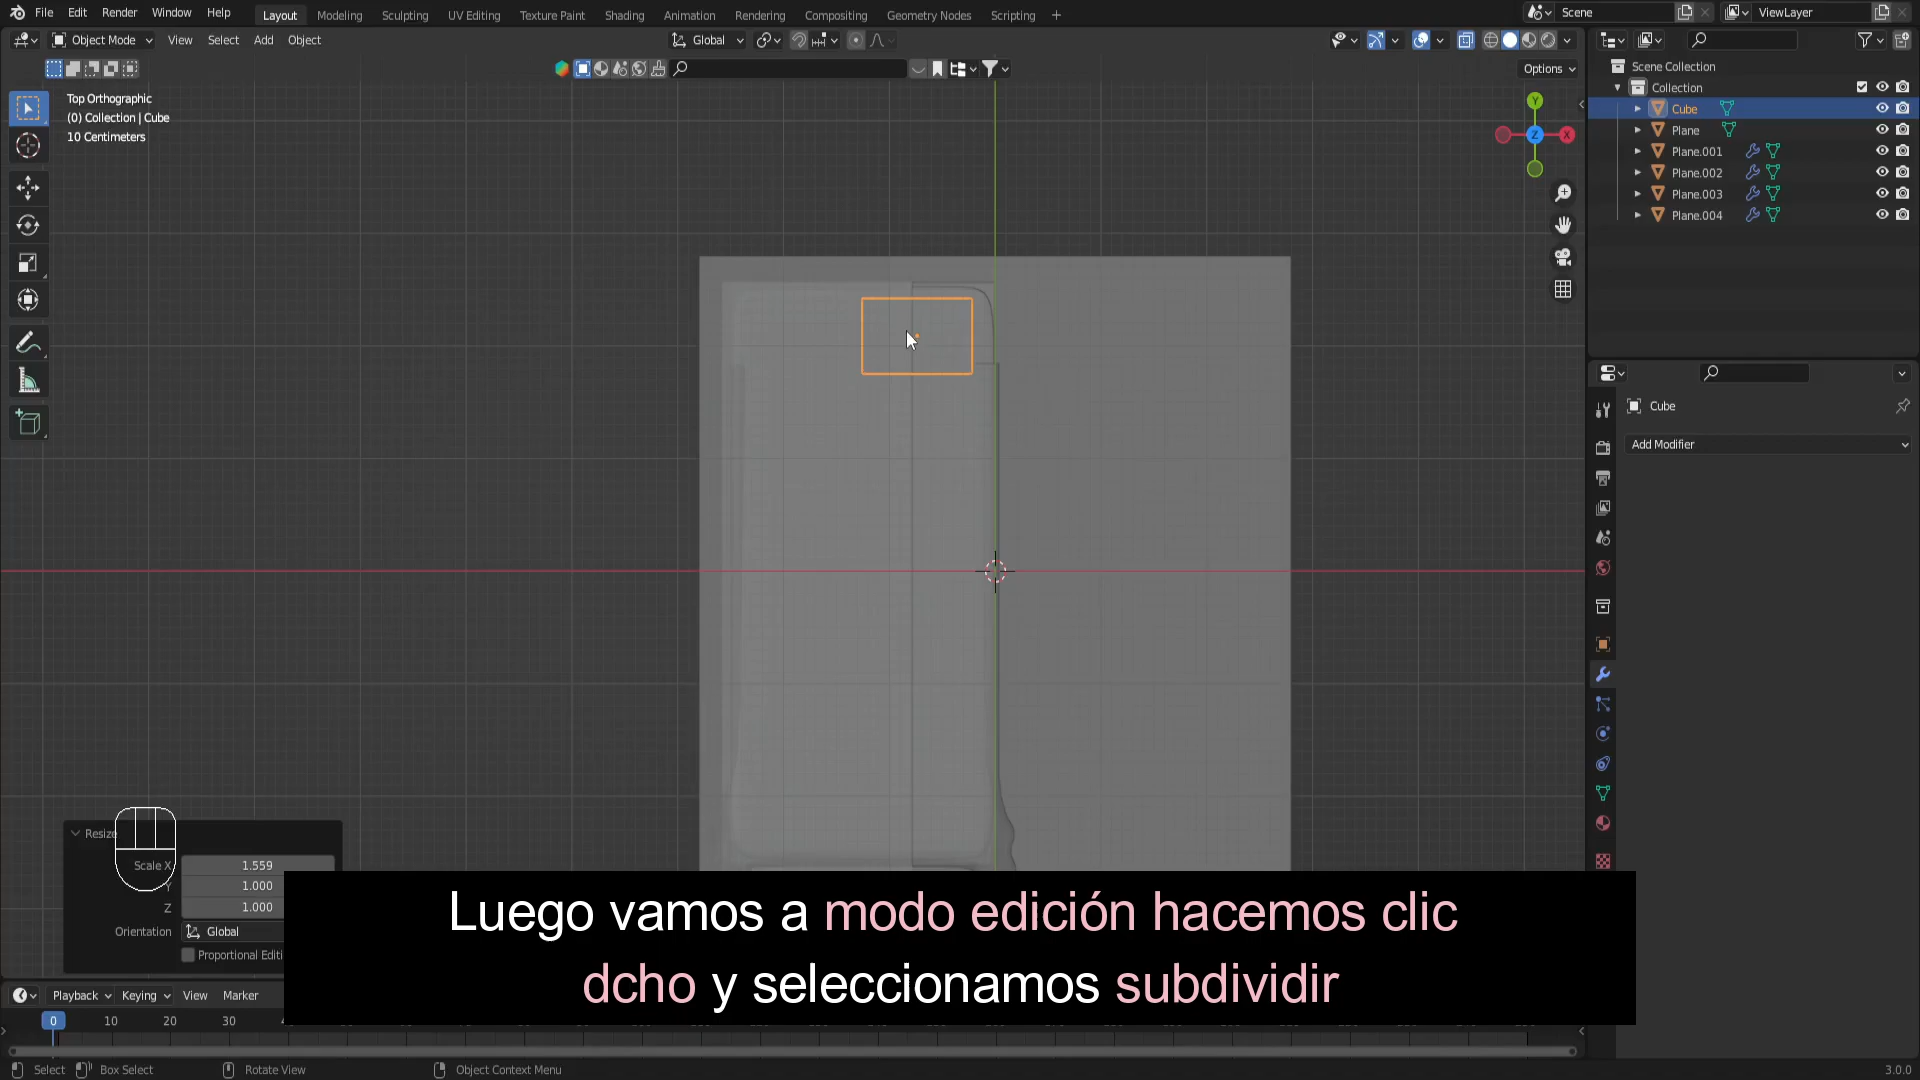 File Edit Render Window Help
Layout Modeling Sculpting UV Editing Texture Paint Shading Animation Rendering Compositing Geometry Nodes Scripting +
Scene
ViewLayer
Object Mode View Select Add Object
Global
Options
Top Orthographic
(0) Collection | Cube
10 Centimeters
Y
X
Z
Scene Collection
Collection
Cube
Plane
Plane.001
Plane.002
Plane.003
Plane.004
Cube
Add Modifier
Resize
Scale X 1.559
Y 1.000
Z 1.000
Orientation Global
Proportional Editi
Luego vamos a modo edición hacemos clic
dcho y seleccionamos subdividir
Playback Keying View Marker
0 10 20 30
Select Box Select Rotate View Object Context Menu
3.0.0